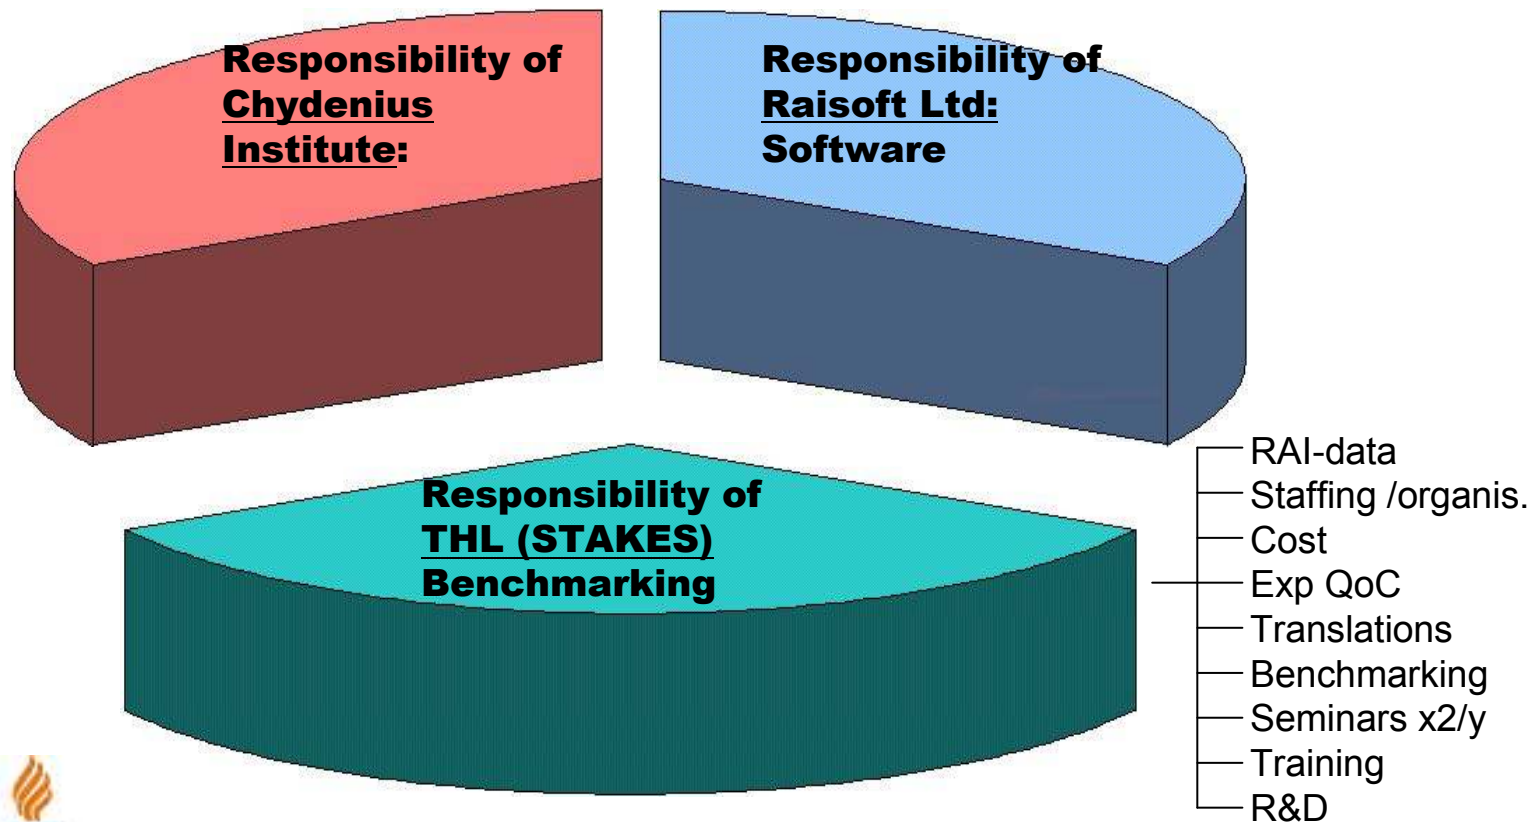 Responsibility of
Chydenius
Institute:
Responsibility of
Raisoft Ltd:
Software
Responsibility of
THL (STAKES)
Benchmarking
RAI-data
Staffing /organis.
Cost
Exp QoC
Translations
Benchmarking
Seminars x2/y
Training
R&D